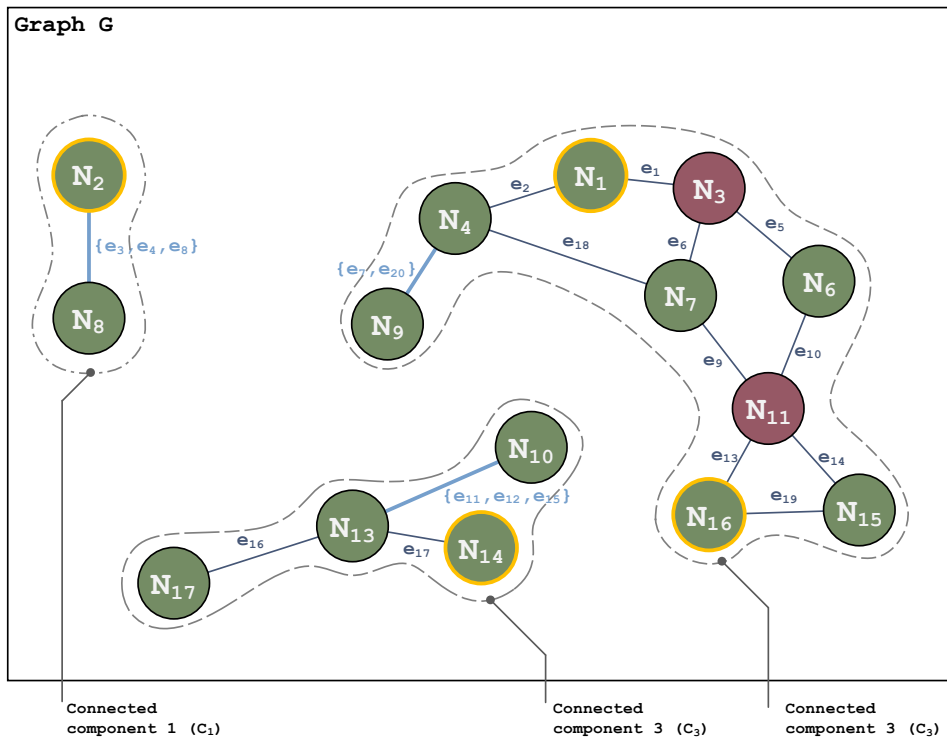 Graph G
N₂
{e₃,e₄,e₈}
N₈
N₁
e₁
N₃
e₂
N₄
e₅
e₁₈
e₆
{e₇,e₂₀}
N₆
N₇
N₉
e₉
e₁₀
N₁₁
e₁₃
e₁₄
N₁₆
e₁₉
N₁₅
N₁₀
{e₁₁,e₁₂,e₁₅}
N₁₃
e₁₆
e₁₇
N₁₄
N₁₇
Connected
component 1 (C₁)
Connected
component 3 (C₃)
Connected
component 3 (C₃)